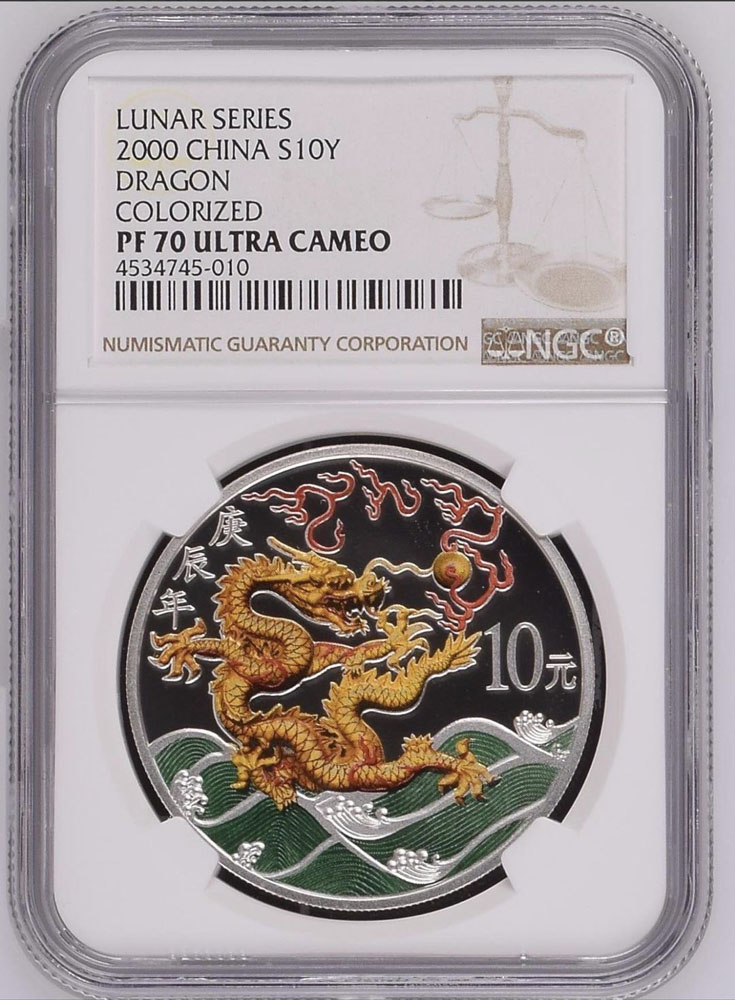 LUNAR SERIES
2000 CHINA S10Y
DRAGON
COLORIZED
PF 70 ULTRA CAMEO
4534745-010
NUMISMATIC GUARANTY CORPORATION
NGC®
庚辰年
10元